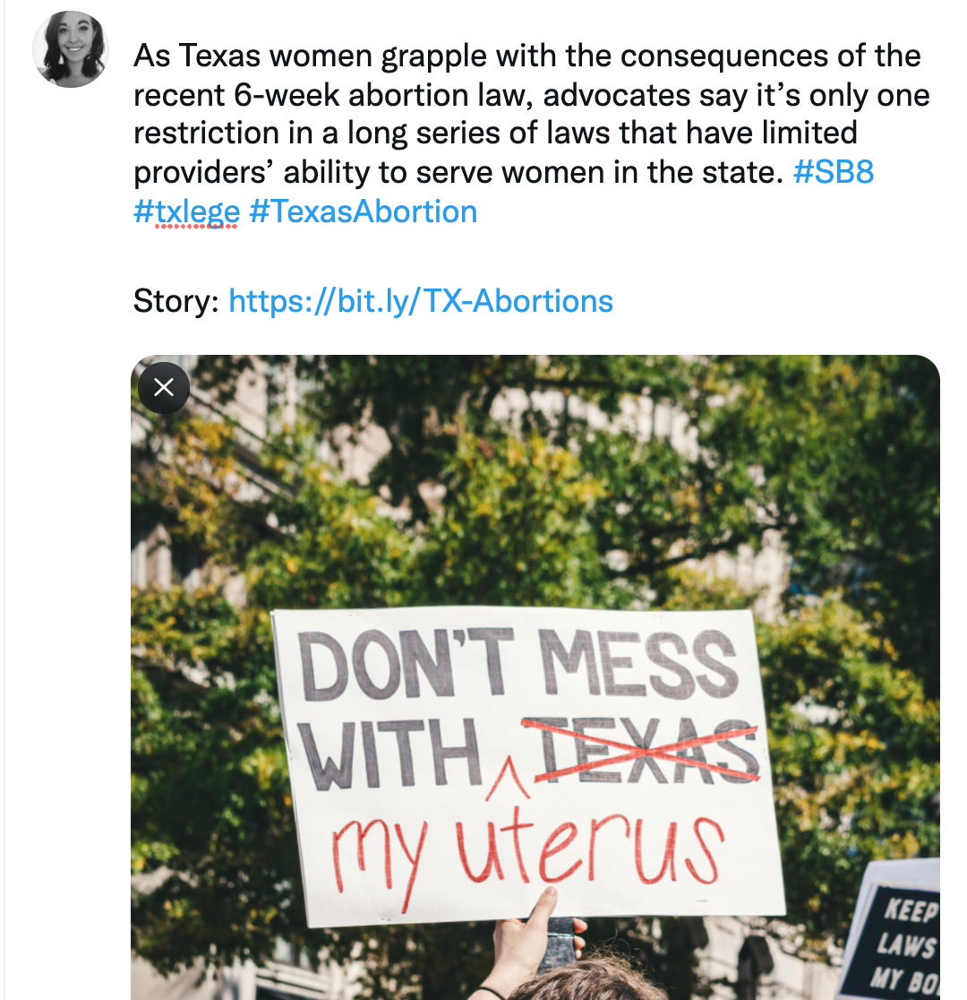 As Texas women grapple with the consequences of the
recent 6-week abortion law, advocates say it’s only one
restriction in a long series of laws that have limited
providers’ ability to serve women in the state. #SB8
#txlege #TexasAbortion
Story: https://bit.ly/TX-Abortions
DON'T MESS
WITH TEXAS
my uterus
KEEP
LAWS
MY